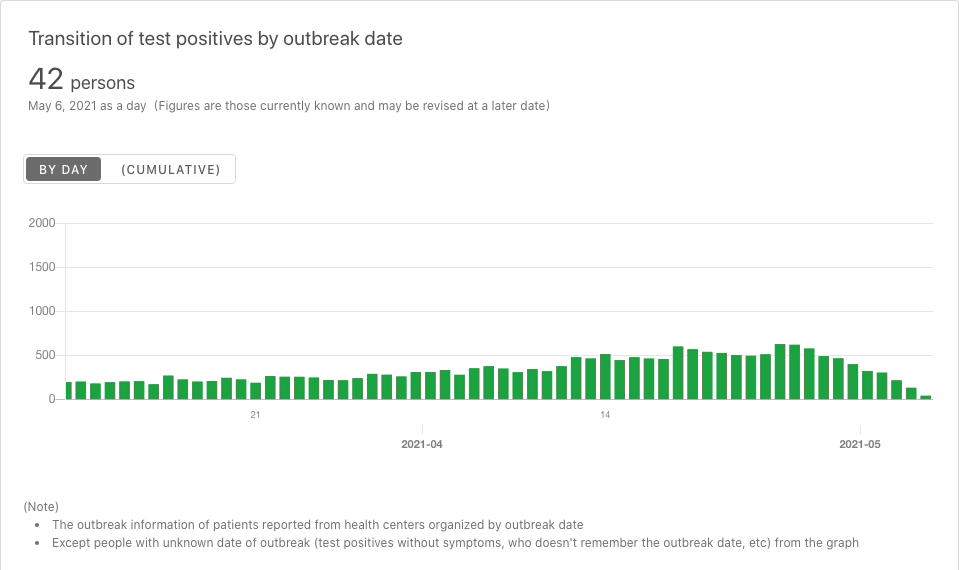 Transition of test positives by outbreak date
42 persons
May 6, 2021 as a day (Figures are those currently known and may be revised at a later date)
BY DAY (CUMULATIVE)
2000
1500
1000
500
0
21 14
2021-04 2021-05
(Note)
• The outbreak information of patients reported from health centers organized by outbreak date
• Except people with unknown date of outbreak (test positives without symptoms, who doesn't remember the outbreak date, etc) from the graph